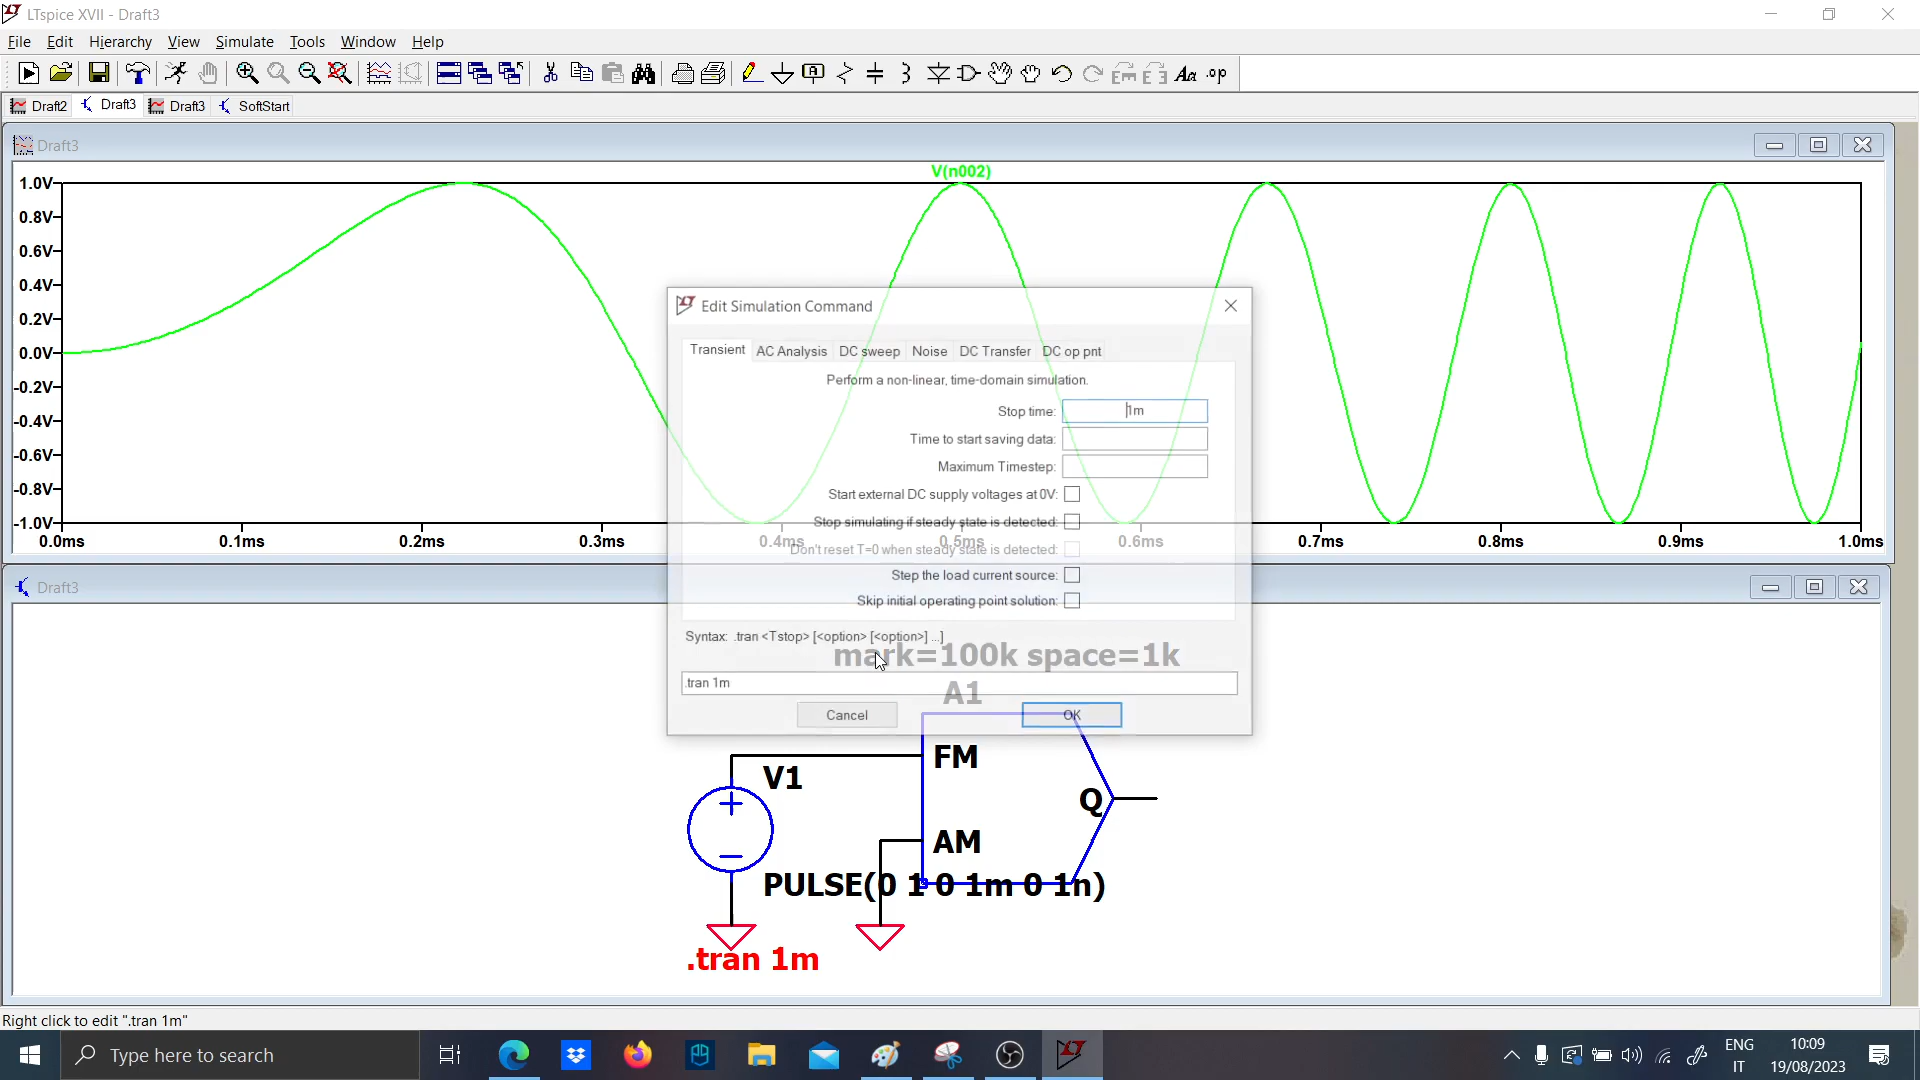 LTspice XVII - Draft3
File Edit Hierarchy View Simulate Tools Window Help
A Aa .op
Draft2 Draft3 Draft3 SoftStart
Draft3
V(n002)
1.0V
0.8V
0.6V
0.4V
0.2V
0.0V
-0.2V
-0.4V
-0.6V
-0.8V
-1.0V
0.0ms 0.1ms 0.2ms 0.3ms 0.4ms 0.5ms 0.6ms 0.7ms 0.8ms 0.9ms 1.0ms
Edit Simulation Command
Transient AC Analysis DC sweep Noise DC Transfer DC op pnt
Perform a non-linear, time-domain simulation.
Stop time: 1m
Time to start saving data:
Maximum Timestep:
Start external DC supply voltages at 0V:
Stop simulating if steady state is detected:
Don't reset T=0 when steady state is detected:
Step the load current source:
Skip initial operating point solution:
Syntax: .tran <Tstop> [<option> [<option>] ...]
.tran 1m
Cancel OK
Draft3
mark=100k space=1k
A1
FM
V1
Q
AM
PULSE(0 1 0 1m 0 1n)
.tran 1m
Right click to edit ".tran 1m"
Type here to search
ENG
IT
10:09
19/08/2023